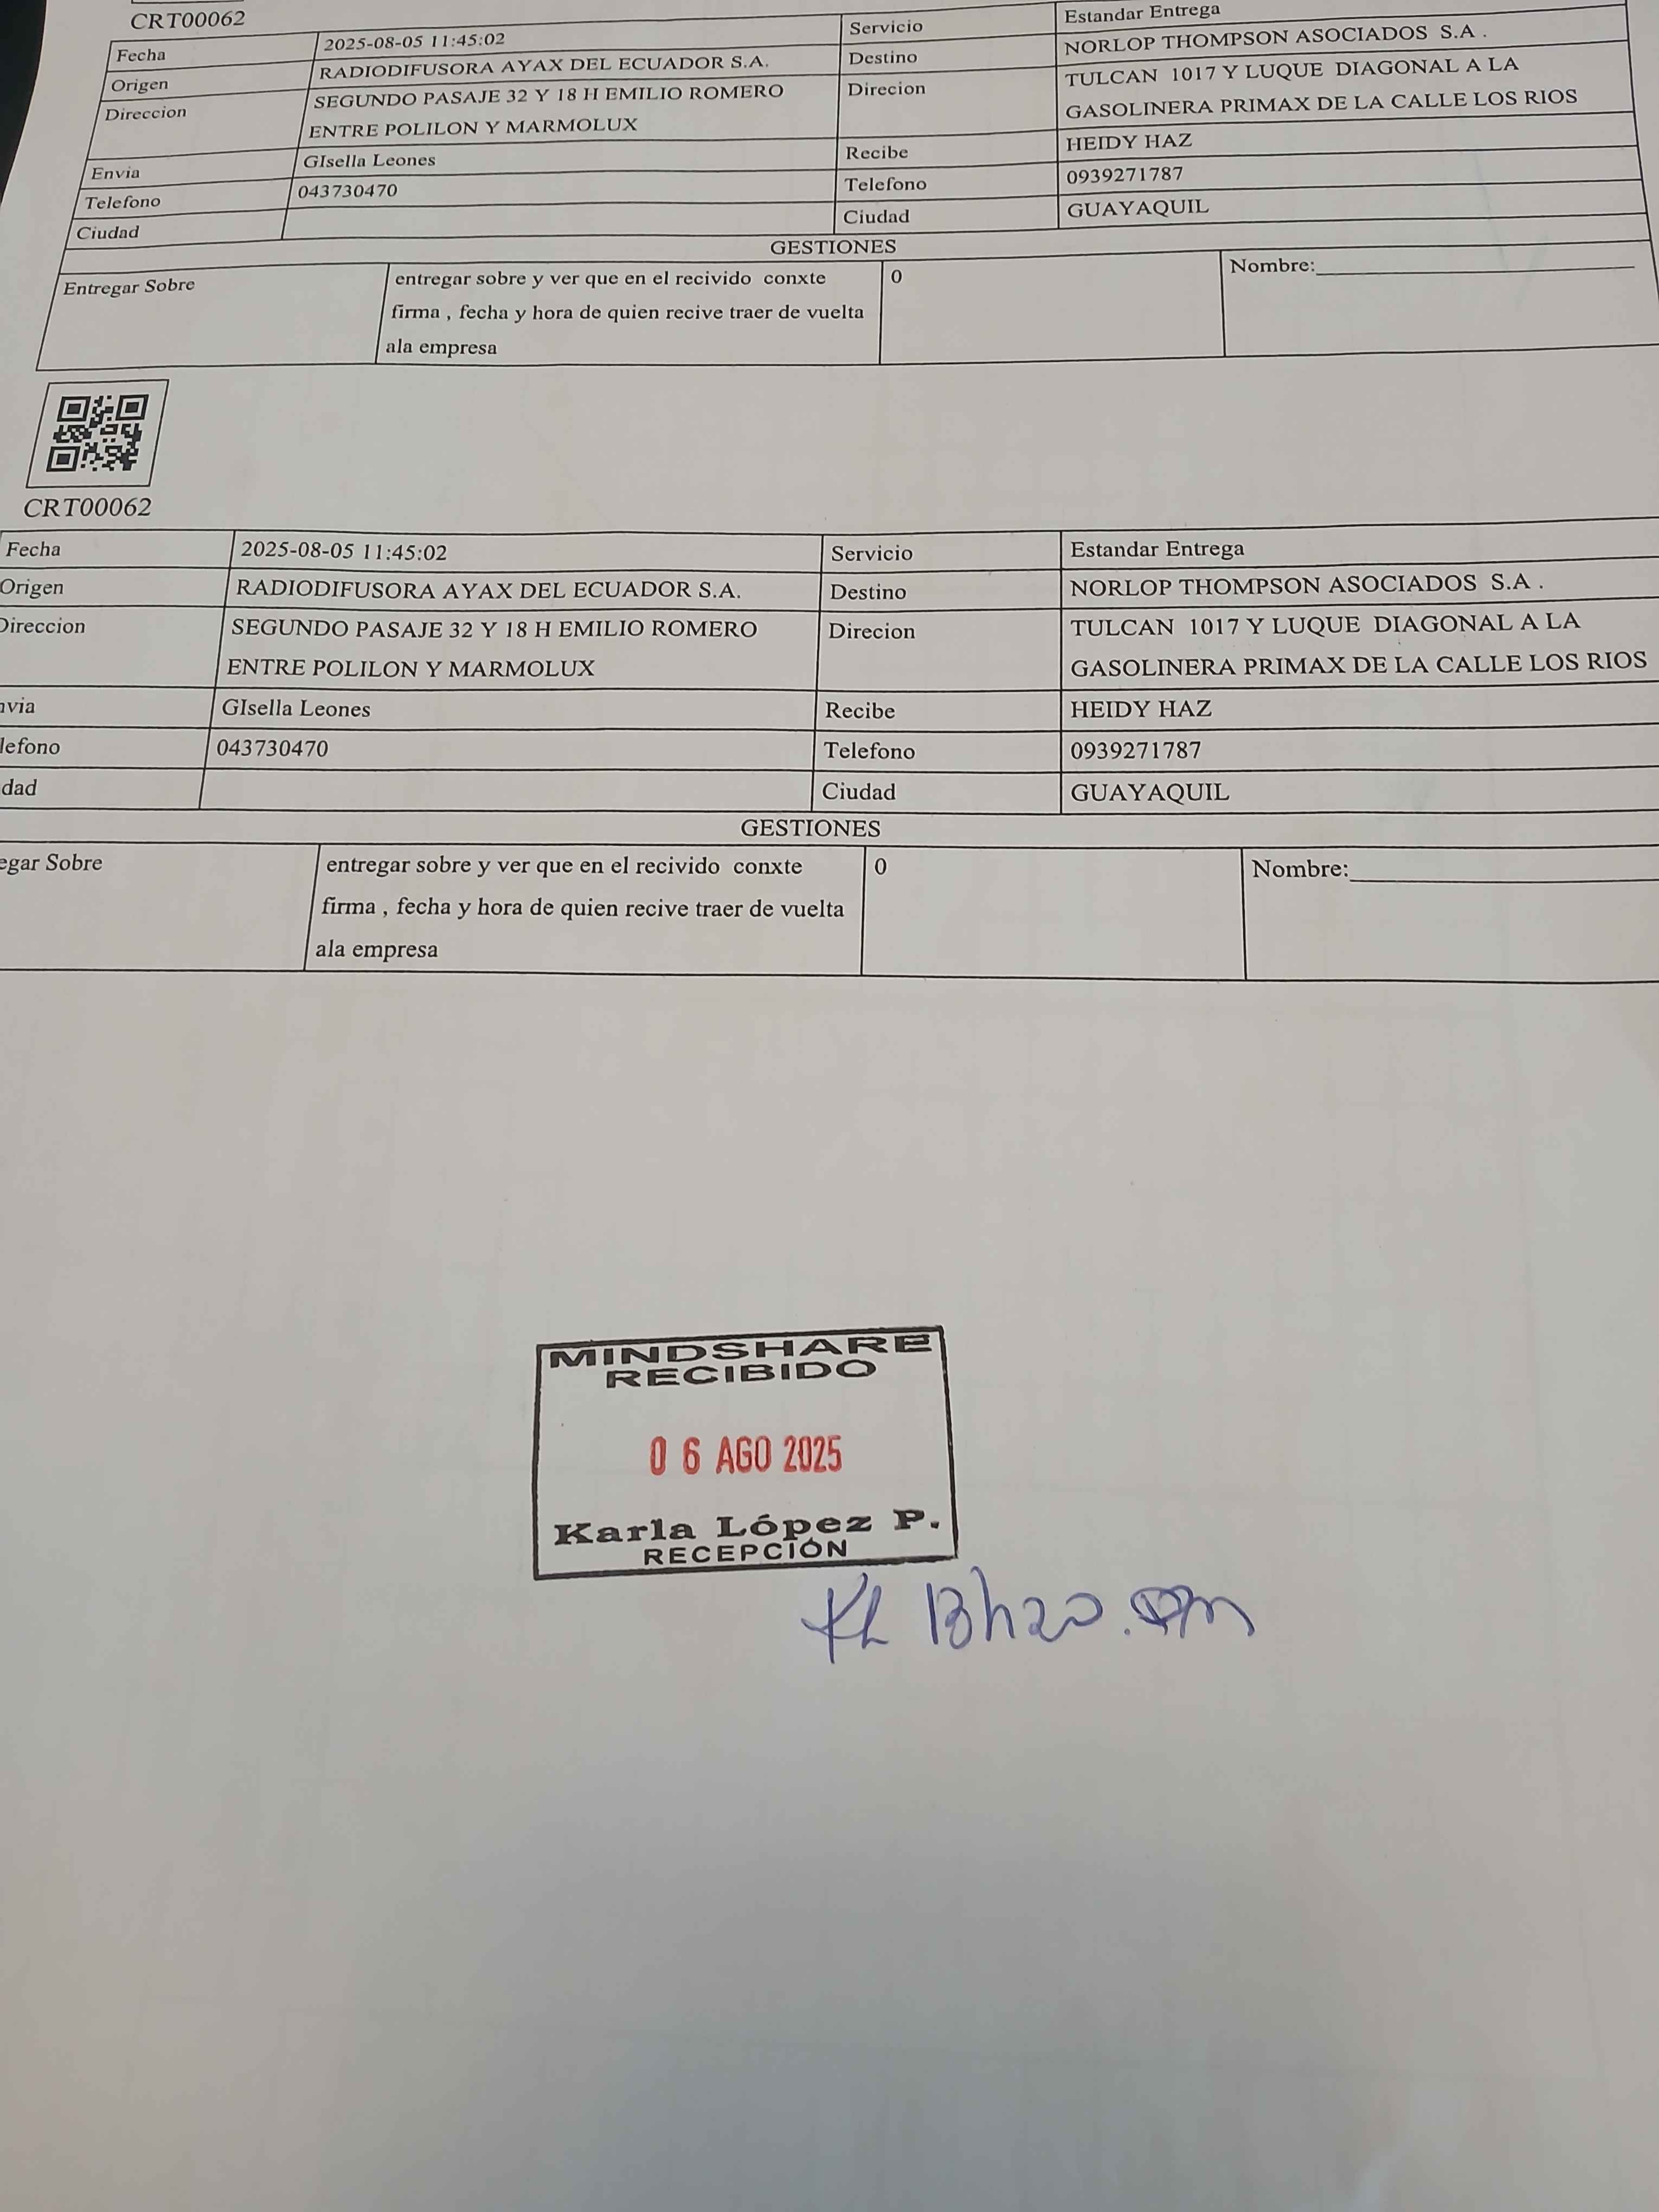 CRT00062
Fecha 2025-08-05 11:45:02 Servicio Estandar Entrega
Origen RADIODIFUSORA AYAX DEL ECUADOR S.A. Destino NORLOP THOMPSON ASOCIADOS S.A .
Direccion SEGUNDO PASAJE 32 Y 18 H EMILIO ROMERO Direcion TULCAN 1017 Y LUQUE DIAGONAL A LA
ENTRE POLILON Y MARMOLUX GASOLINERA PRIMAX DE LA CALLE LOS RIOS
Envia GIsella Leones Recibe HEIDY HAZ
Telefono 043730470 Telefono 0939271787
Ciudad Ciudad GUAYAQUIL
GESTIONES
Entregar Sobre entregar sobre y ver que en el recivido conxte 0 Nombre:
firma , fecha y hora de quien recive traer de vuelta
ala empresa
CRT00062
Fecha 2025-08-05 11:45:02 Servicio Estandar Entrega
Origen RADIODIFUSORA AYAX DEL ECUADOR S.A. Destino NORLOP THOMPSON ASOCIADOS S.A .
Direccion SEGUNDO PASAJE 32 Y 18 H EMILIO ROMERO Direcion TULCAN 1017 Y LUQUE DIAGONAL A LA
ENTRE POLILON Y MARMOLUX GASOLINERA PRIMAX DE LA CALLE LOS RIOS
nvia GIsella Leones Recibe HEIDY HAZ
lefono 043730470 Telefono 0939271787
dad Ciudad GUAYAQUIL
GESTIONES
egar Sobre entregar sobre y ver que en el recivido conxte 0 Nombre:
firma , fecha y hora de quien recive traer de vuelta
ala empresa
MINDSHARE
RECIBIDO
06 AGO 2025
Karla López P.
RECEPCIÓN
KL 13h20.